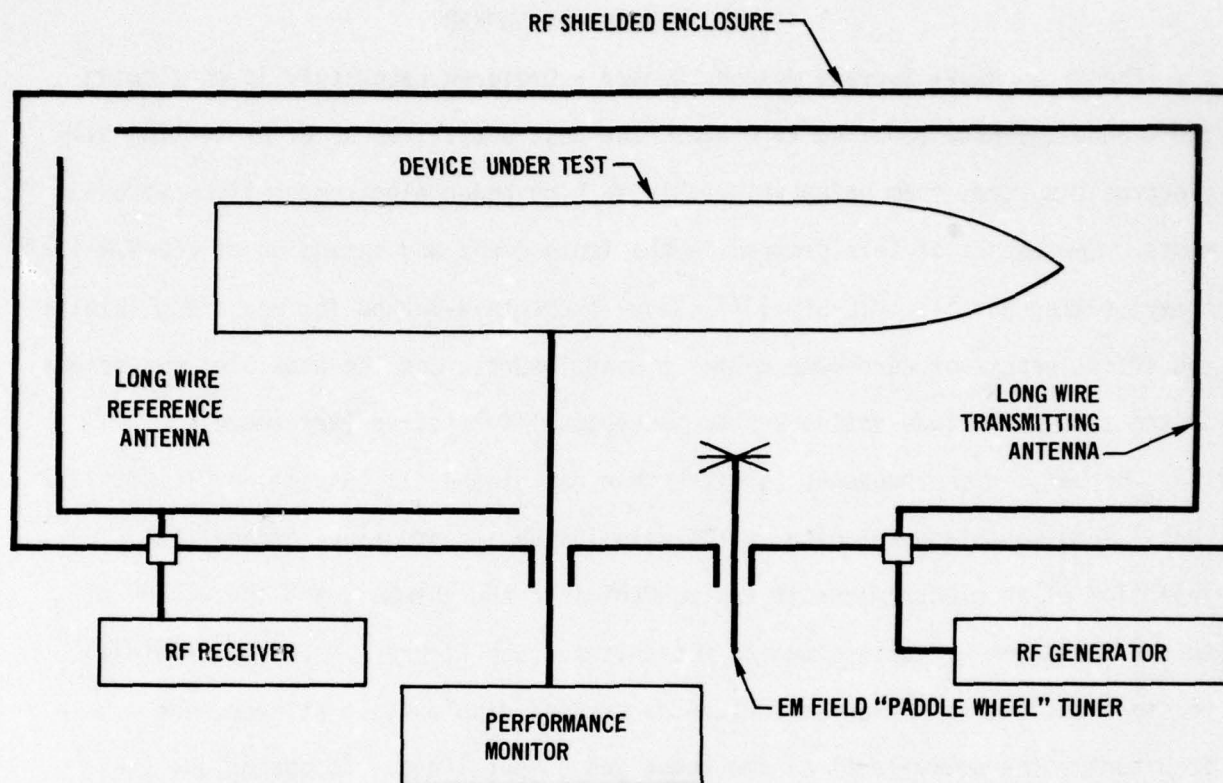 RF SHIELDED ENCLOSURE
DEVICE UNDER TEST
LONG WIRE
REFERENCE
ANTENNA
LONG WIRE
TRANSMITTING
ANTENNA
RF RECEIVER
RF GENERATOR
EM FIELD "PADDLE WHEEL" TUNER
PERFORMANCE
MONITOR